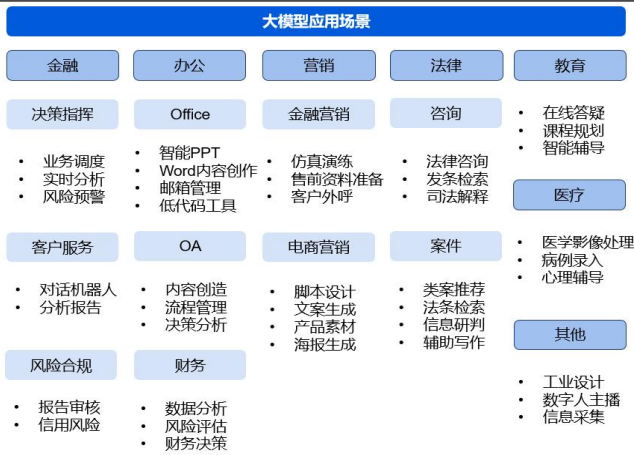 大模型应用场景
金融
决策指挥
业务调度
实时分析
风险预警
客户服务
对话机器人
分析报告
风险合规
报告审核
信用风险
办公
Office
智能PPT
Word内容创作
邮箱管理
低代码工具
OA
内容创造
流程管理
决策分析
财务
数据分析
风险评估
财务决策
营销
金融营销
仿真演练
售前资料准备
客户外呼
电商营销
脚本设计
文案生成
产品素材
海报生成
法律
咨询
法律咨询
发条检索
司法解释
案件
类案推荐
法条检索
信息研判
辅助写作
教育
在线答疑
课程规划
智能辅导
医疗
医学影像处理
病例录入
心理辅导
其他
工业设计
数字人主播
信息采集